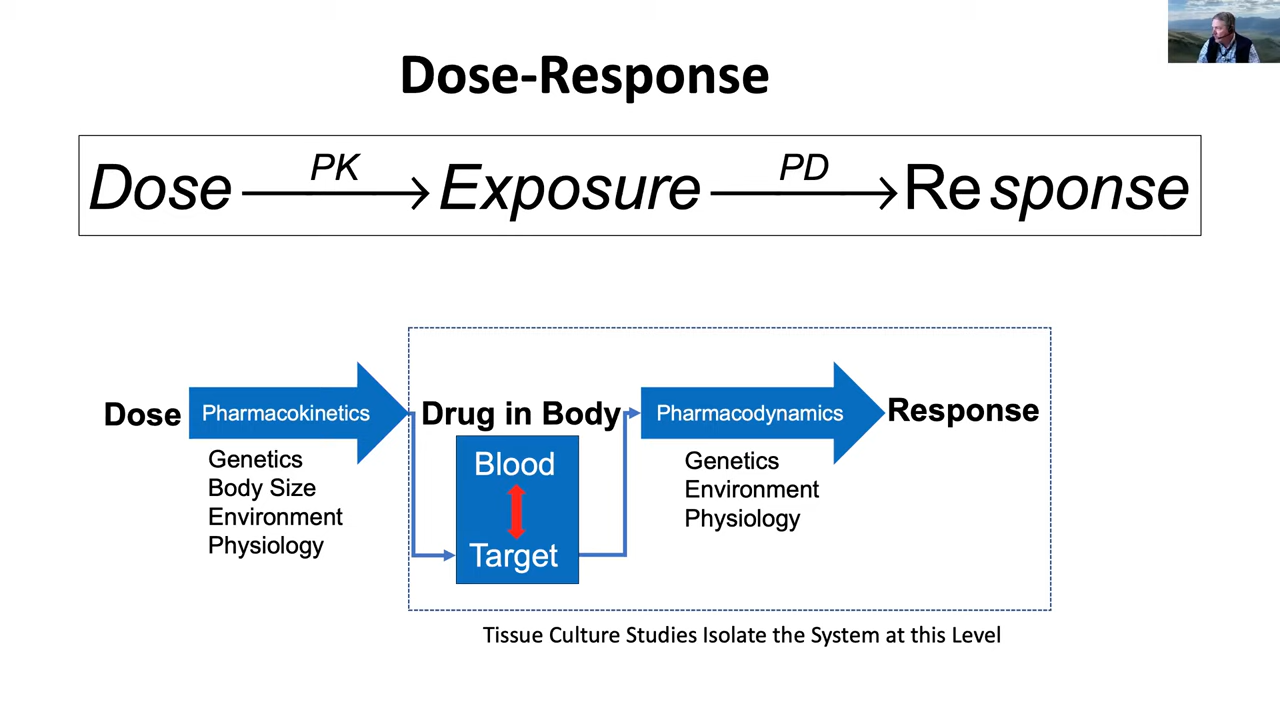 Dose-Response
Dose PK Exposure PD Response
Dose
Pharmacokinetics
Genetics
Body Size
Environment
Physiology
Drug in Body
Blood
Target
Pharmacodynamics
Genetics
Environment
Physiology
Response
Tissue Culture Studies Isolate the System at this Level